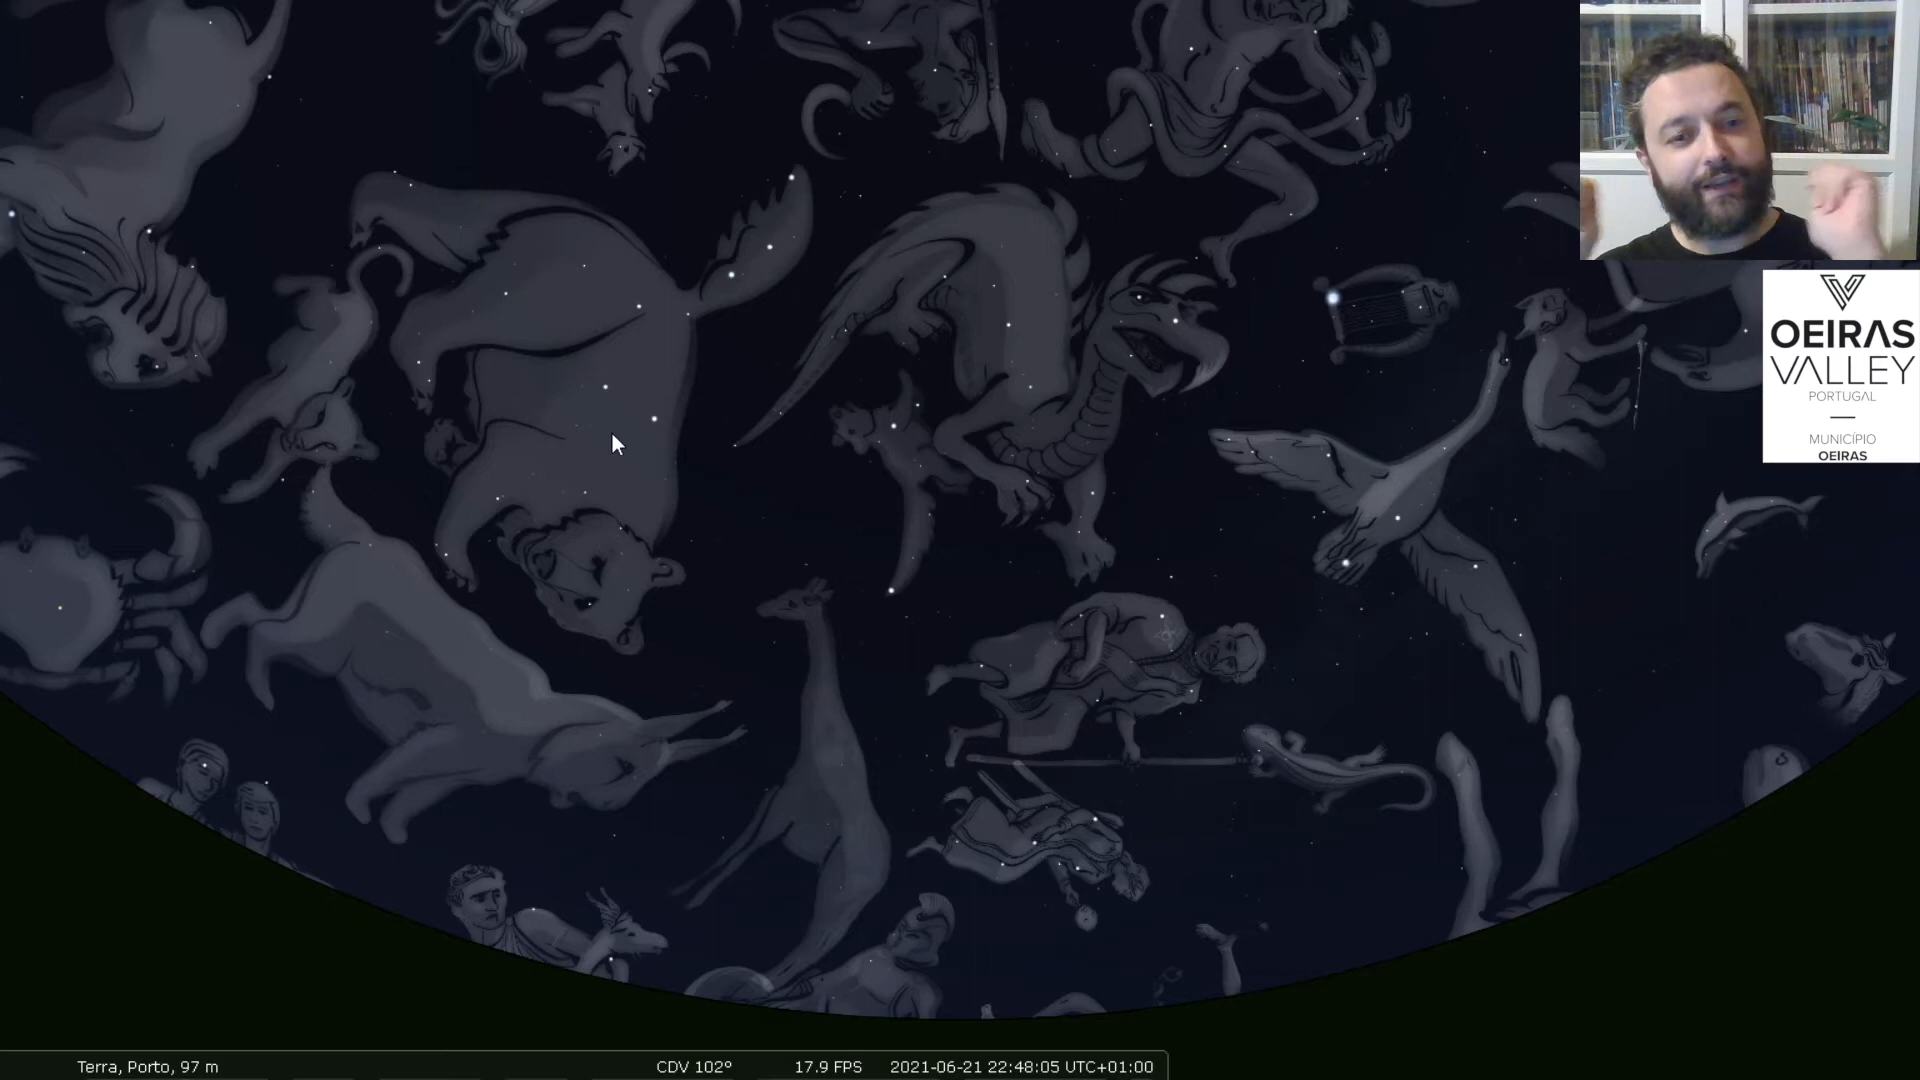 OEIRAS
VALLEY
PORTUGAL
MUNICÍPIO
OEIRAS
Terra, Porto, 97 m
CDV 102º
17.9 FPS
2021-06-21 22:48:05 UTC+01:00